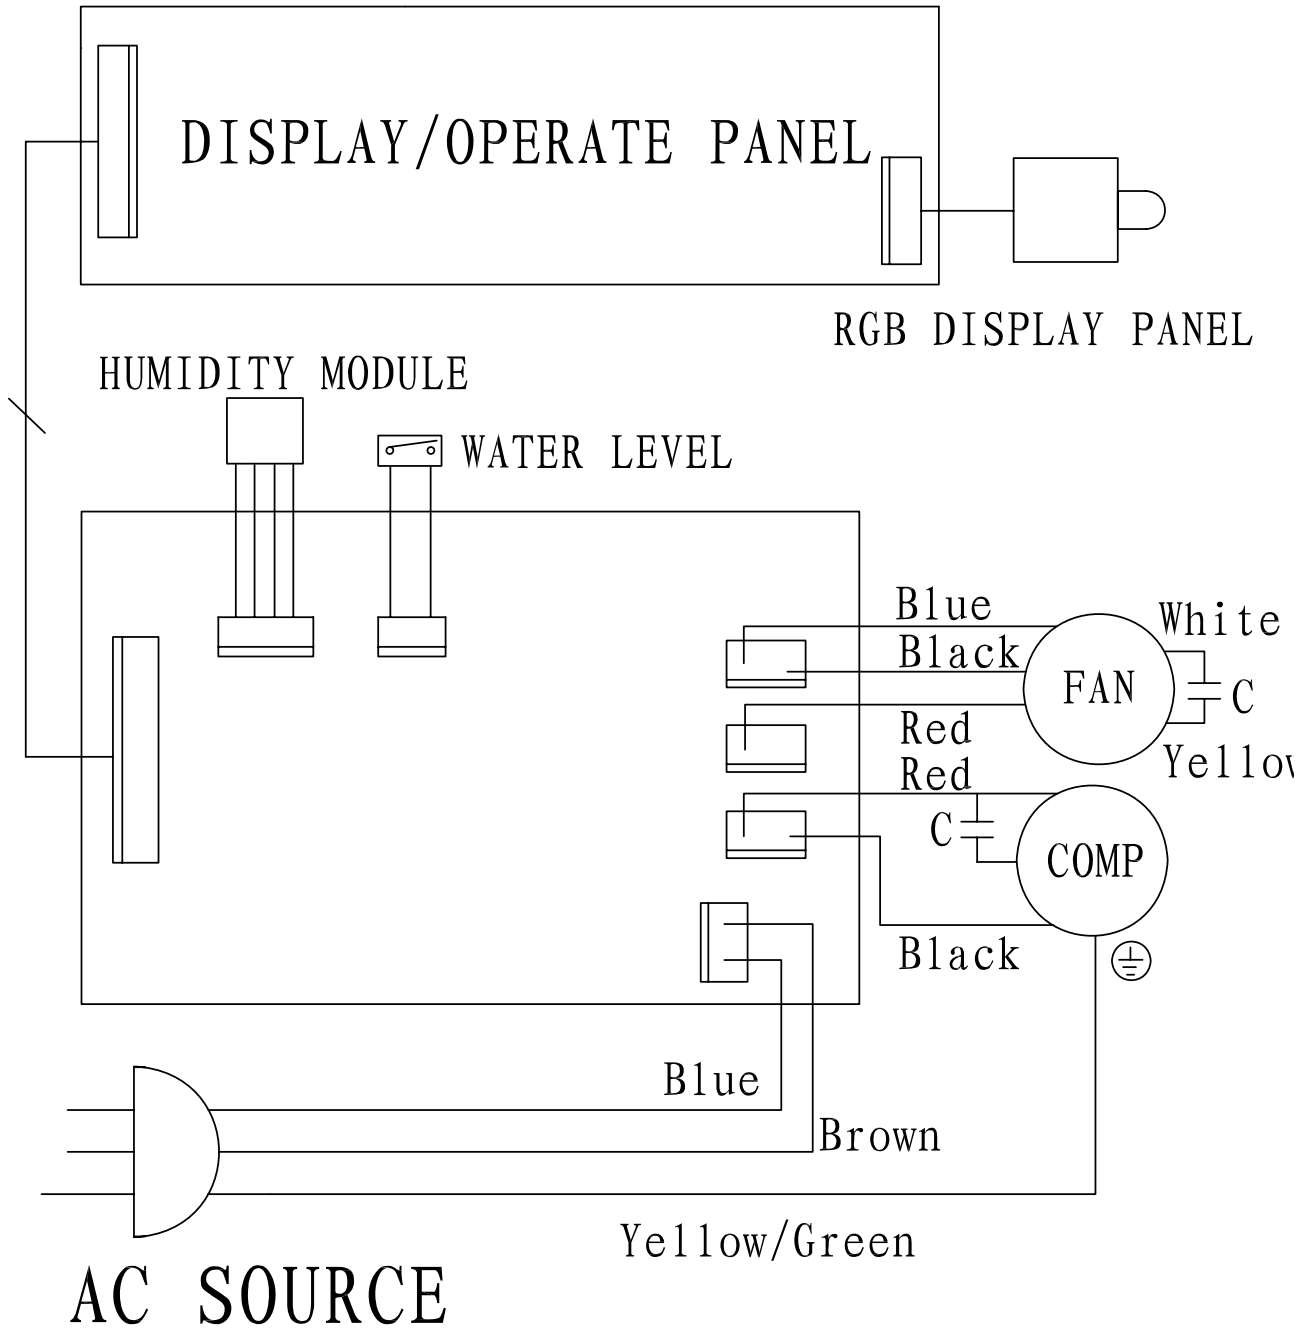 DISPLAY/OPERATE PANEL
RGB DISPLAY PANEL
HUMIDITY MODULE
WATER LEVEL
Blue
White
Black
FAN
C
Red
Yellow
Red
C
COMP
Black
Blue
Brown
Yellow/Green
AC SOURCE